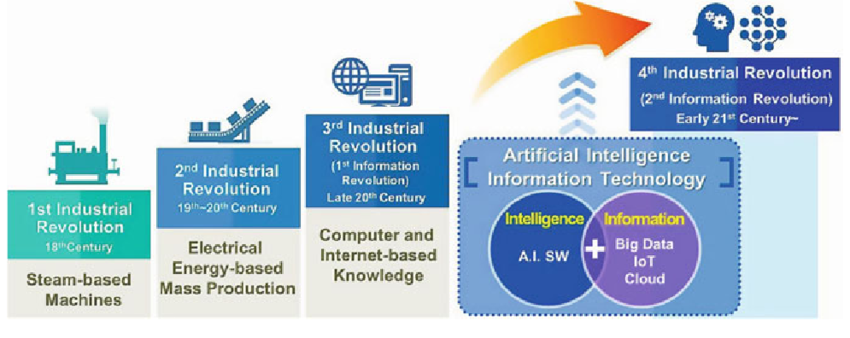 1st Industrial
Revolution
18thCentury
Steam-based
Machines
2nd Industrial
Revolution
19th~20th Century
Electrical
Energy-based
Mass Production
3rd Industrial
Revolution
(1st Information
Revolution)
Late 20th Century
Computer and
Internet-based
Knowledge
Artificial Intelligence
Information Technology
Intelligence
A.I. SW
+
Information
Big Data
IoT
Cloud
4th Industrial Revolution
(2nd Information Revolution)
Early 21st Century~